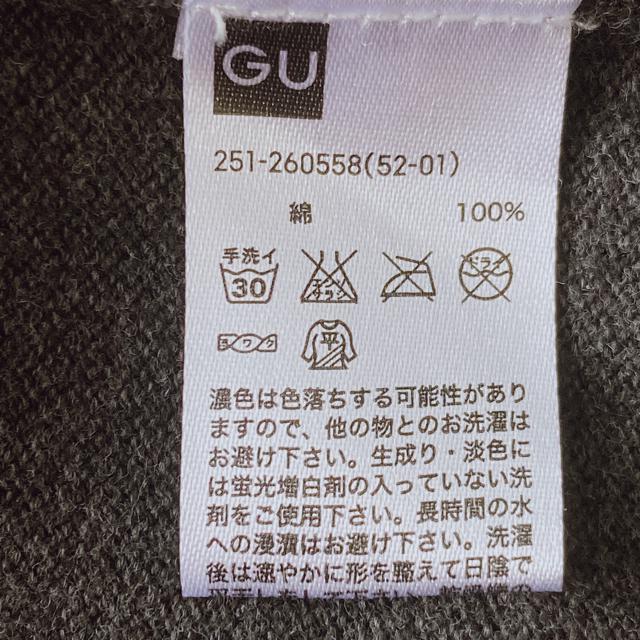 GU
251-260558(52-01)
綿 100%
手洗イ
30
エンソ
サラシ
ドライ
ヨワク
平
濃色は色落ちする可能性があり
ますので、他の物とのお洗濯は
お避け下さい。生成り・淡色に
は蛍光増白剤の入っていない洗
剤をご使用下さい。長時間の水
への浸漬はお避け下さい。洗濯
後は速やかに形を整えて日陰で